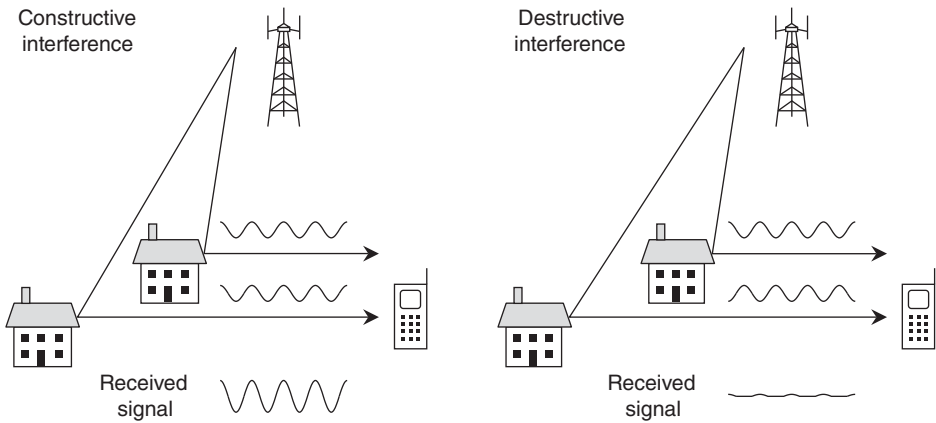 Constructive
interference
Destructive
interference
Received
signal
Received
signal